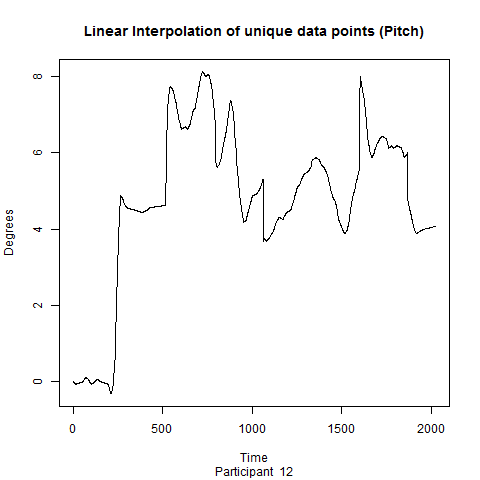 Linear Interpolation of unique data points (Pitch)
8
6
4
2
0
Degrees
0 500 1000 1500 2000
Time
Participant 12